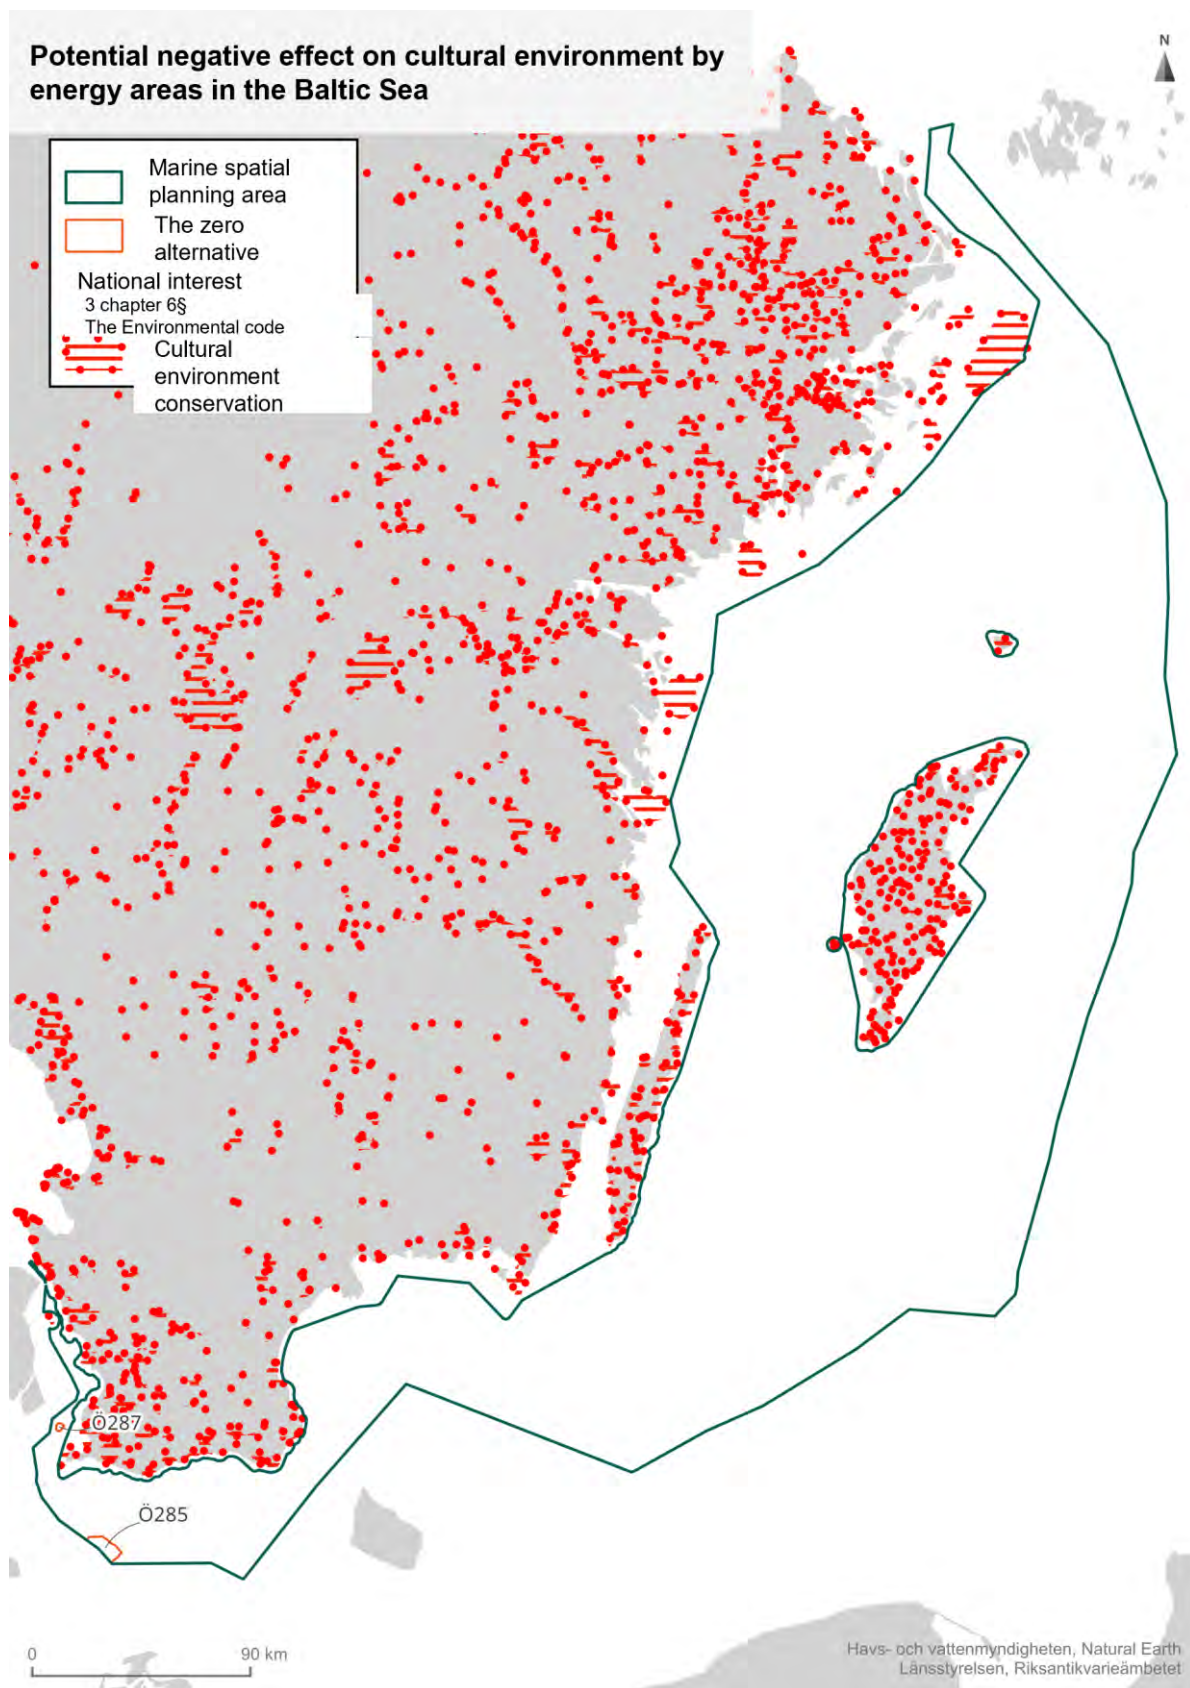 Potential negative effect on cultural environment by
energy areas in the Baltic Sea
N
Marine spatial
planning area
The zero
alternative
National interest
3 chapter 6§
The Environmental code
Cultural
environment
conservation
Ö287
Ö285
0 90 km
Havs- och vattenmyndigheten, Natural Earth
Länsstyrelsen, Riksantikvarieämbetet